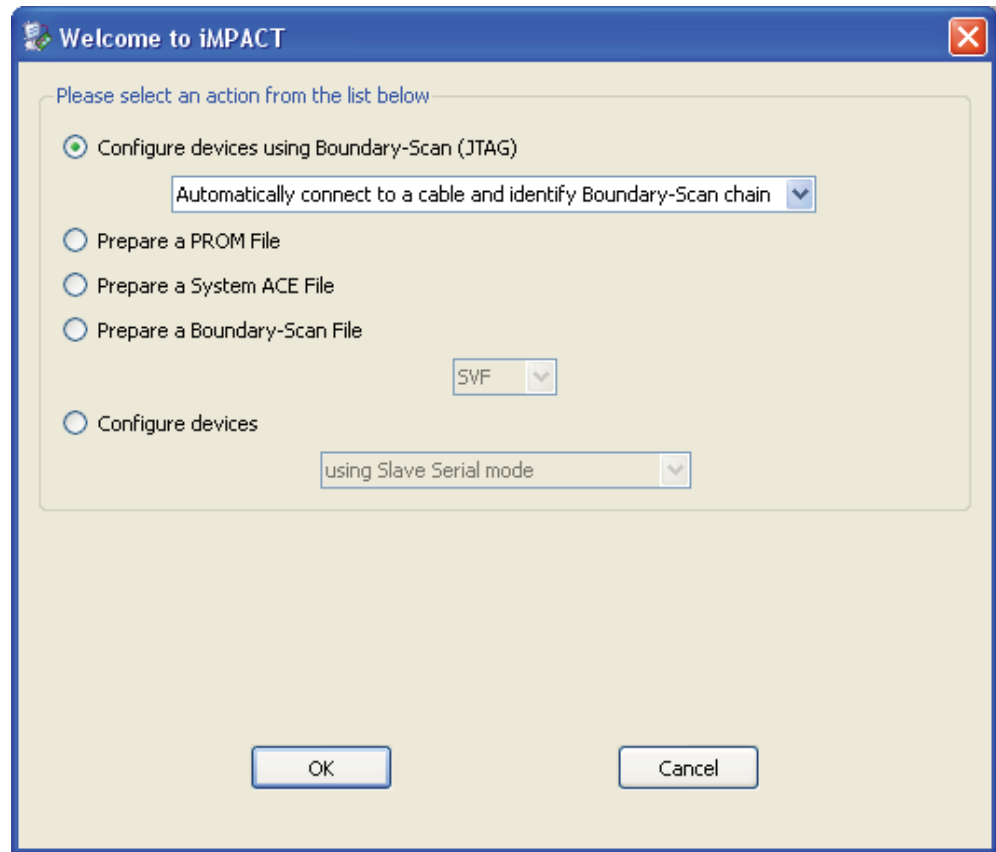 Welcome to iMPACT
Please select an action from the list below
Configure devices using Boundary-Scan (JTAG)
Automatically connect to a cable and identify Boundary-Scan chain
Prepare a PROM File
Prepare a System ACE File
Prepare a Boundary-Scan File
SVF
Configure devices
using Slave Serial mode
OK
Cancel